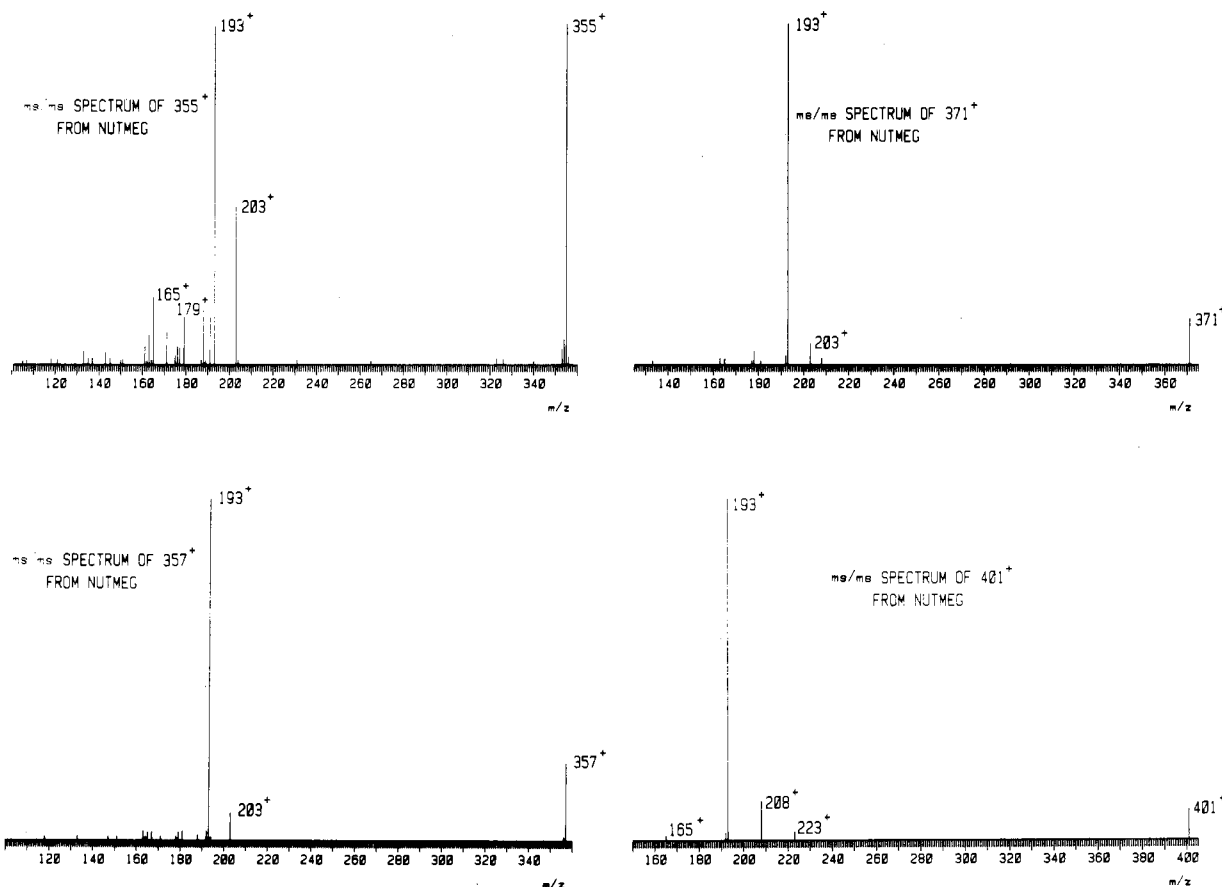 193⁺
355⁺
ms/ms SPECTRUM OF 355⁺
FROM NUTMEG
203⁺
165⁺
179⁺
120 140 160 180 200 220 240 260 280 300 320 340
m/z
193⁺
ms/ms SPECTRUM OF 371⁺
FROM NUTMEG
371⁺
203⁺
140 160 180 200 220 240 260 280 300 320 340 360
m/z
193⁺
ms/ms SPECTRUM OF 357⁺
FROM NUTMEG
357⁺
203⁺
120 140 160 180 200 220 240 260 280 300 320 340
m/z
193⁺
ms/ms SPECTRUM OF 401⁺
FROM NUTMEG
208⁺
401⁺
165⁺
223⁺
160 180 200 220 240 260 280 300 320 340 360 380 400
m/z